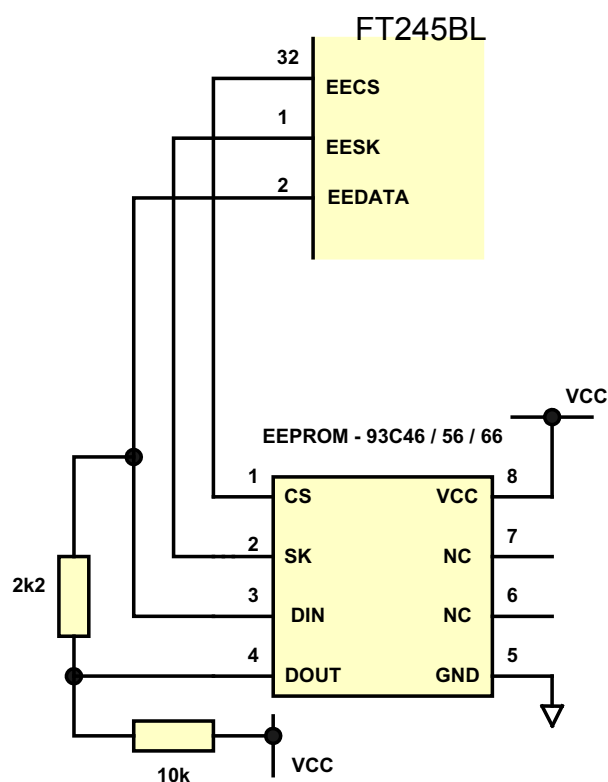 FT245BL
32
EECS
1
EESK
2
EEDATA
VCC
EEPROM - 93C46 / 56 / 66
1
CS
VCC
8
2
SK
NC
7
3
DIN
NC
6
4
DOUT
GND
5
2k2
10k
VCC